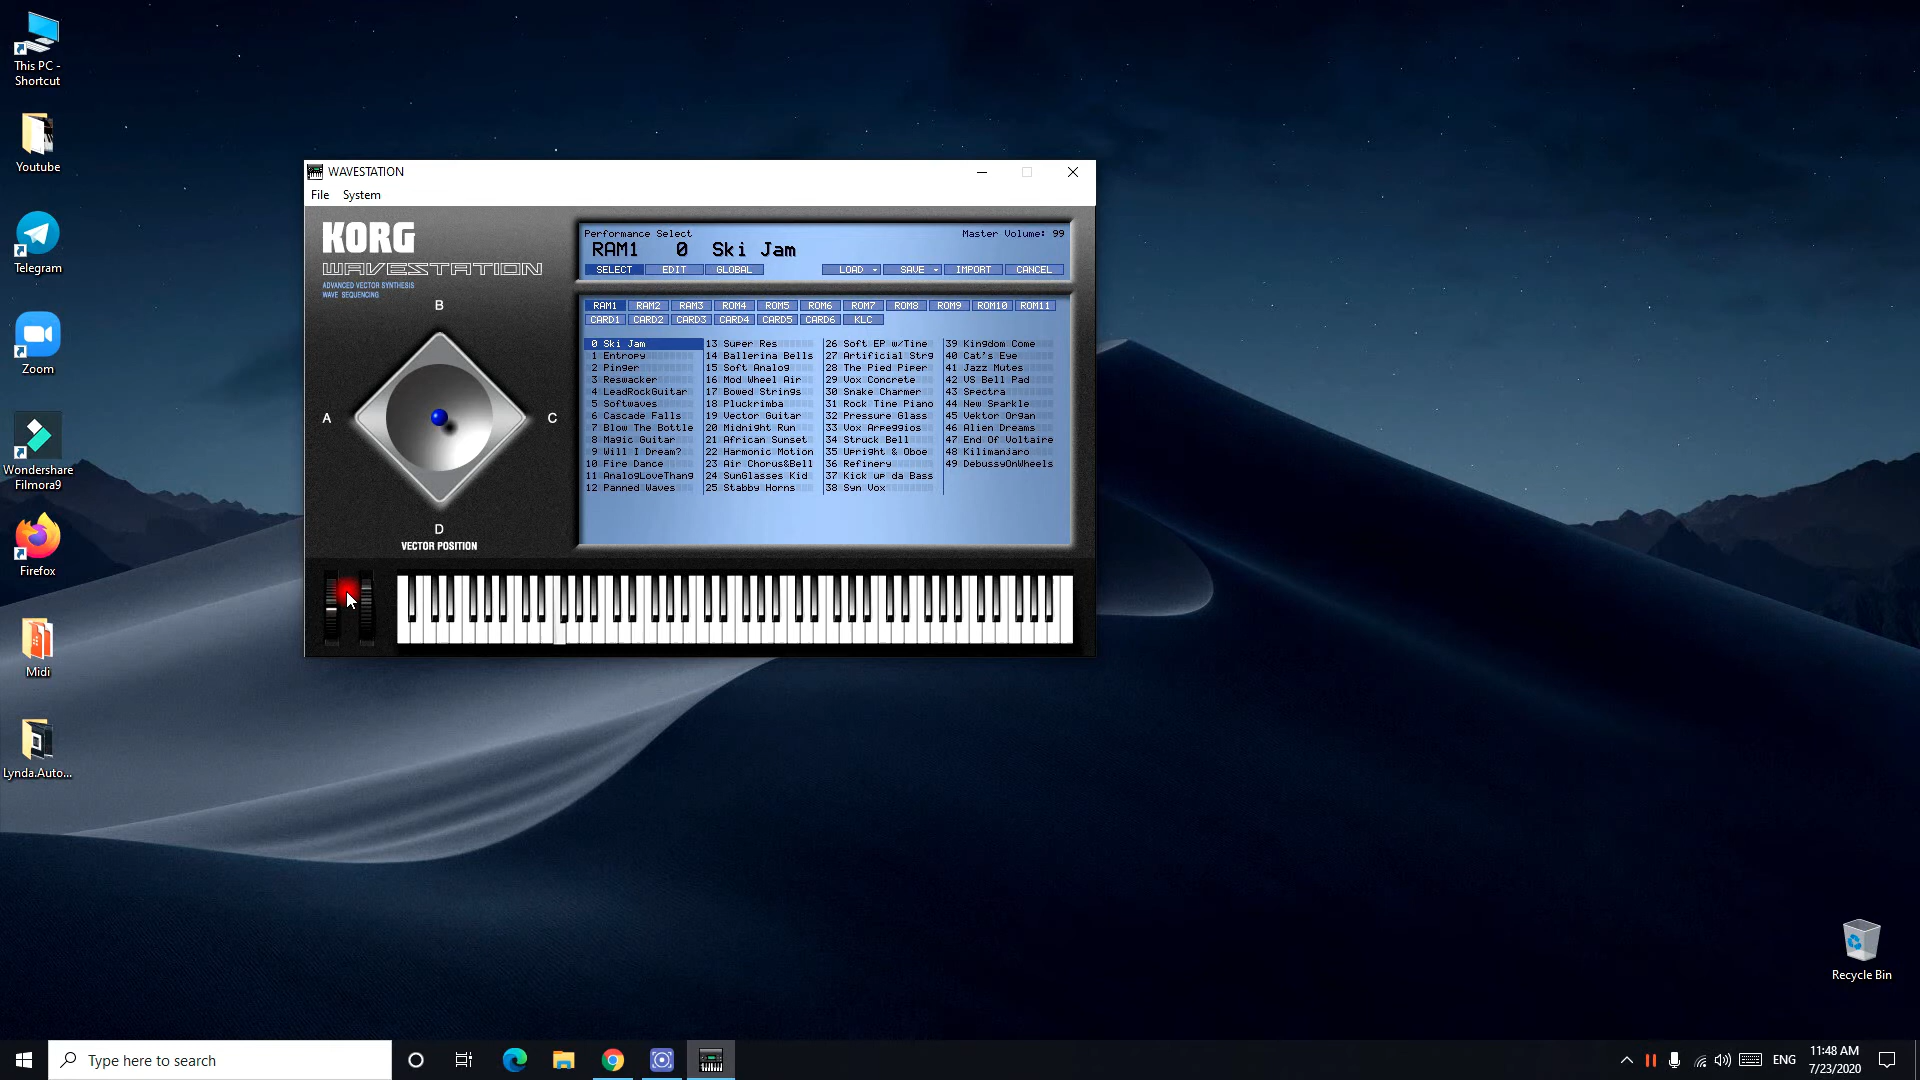 This PC -
Shortcut
Youtube
Telegram
Zoom
Wondershare
Filmora9
Firefox
Midi
Lynda.Auto...
WAVESTATION
File System
KORG
WAVESTATION
ADVANCED VECTOR SYNTHESIS
WAVE SEQUENCING
B
A
C
D
VECTOR POSITION
Performance Select Master Volume: 99
RAM1 0 Ski Jam
SELECT EDIT GLOBAL LOAD SAVE IMPORT CANCEL
RAM1 RAM2 RAM3 ROM4 ROM5 ROM6 ROM7 ROM8 ROM9 ROM10 ROM11
CARD1 CARD2 CARD3 CARD4 CARD5 CARD6 KLC
0 Ski Jam 13 Super Res 26 Soft EP w/Tine 39 Kingdom Come
1 Entropy 14 Ballerina Bells 27 Artificial Strg 40 Cat's Eye
2 Pinger 15 Soft Analog 28 The Pied Piper 41 Jazz Mutes
3 Reswacker 16 Mod Wheel Air 29 Vox Concrete 42 VS Bell Pad
4 LeadRockGuitar 17 Bowed Strings 30 Snake Charmer 43 Spectra
5 Softwaves 18 Pluckrimba 31 Rock Tine Piano 44 New Sparkle
6 Cascade Falls 19 Vector Guitar 32 Pressure Glass 45 Vektor Organ
7 Blow The Bottle 20 Midnight Run 33 Vox Arpeggios 46 Alien Dreams
8 Magic Guitar 21 African Sunset 34 Struck Bell 47 End Of Voltaire
9 Will I Dream? 22 Harmonic Motion 35 Upright & Oboe 48 Kilimanjaro
10 Fire Dance 23 Air Chorus&Bell 36 Refinery 49 DebussyOnWheels
11 AnalogLoveThang 24 SunGlasses Kid 37 Kick up da Bass
12 Panned Waves 25 Stabby Horns 38 Syn Vox
Recycle Bin
Type here to search
ENG
11:48 AM
7/23/2020